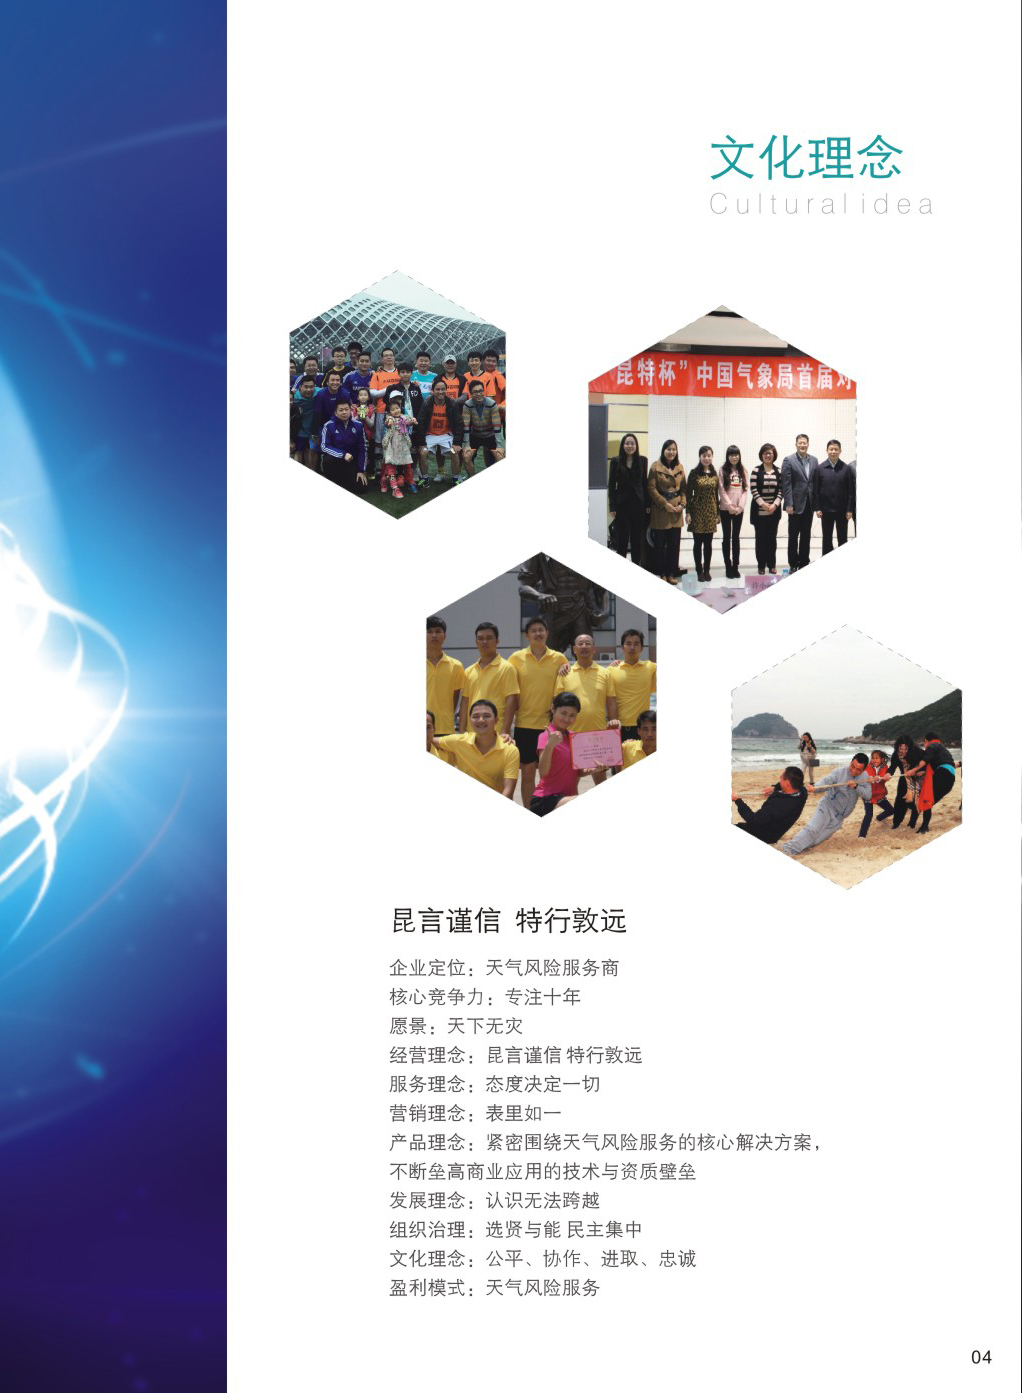 文化理念
Cultural idea
昆特杯”中国气象局首届对
昆言谨信 特行敦远
企业定位：天气风险服务商
核心竞争力：专注十年
愿景：天下无灾
经营理念：昆言谨信 特行敦远
服务理念：态度决定一切
营销理念：表里如一
产品理念：紧密围绕天气风险服务的核心解决方案，
不断垒高商业应用的技术与资质壁垒
发展理念：认识无法跨越
组织治理：选贤与能 民主集中
文化理念：公平、协作、进取、忠诚
盈利模式：天气风险服务
04